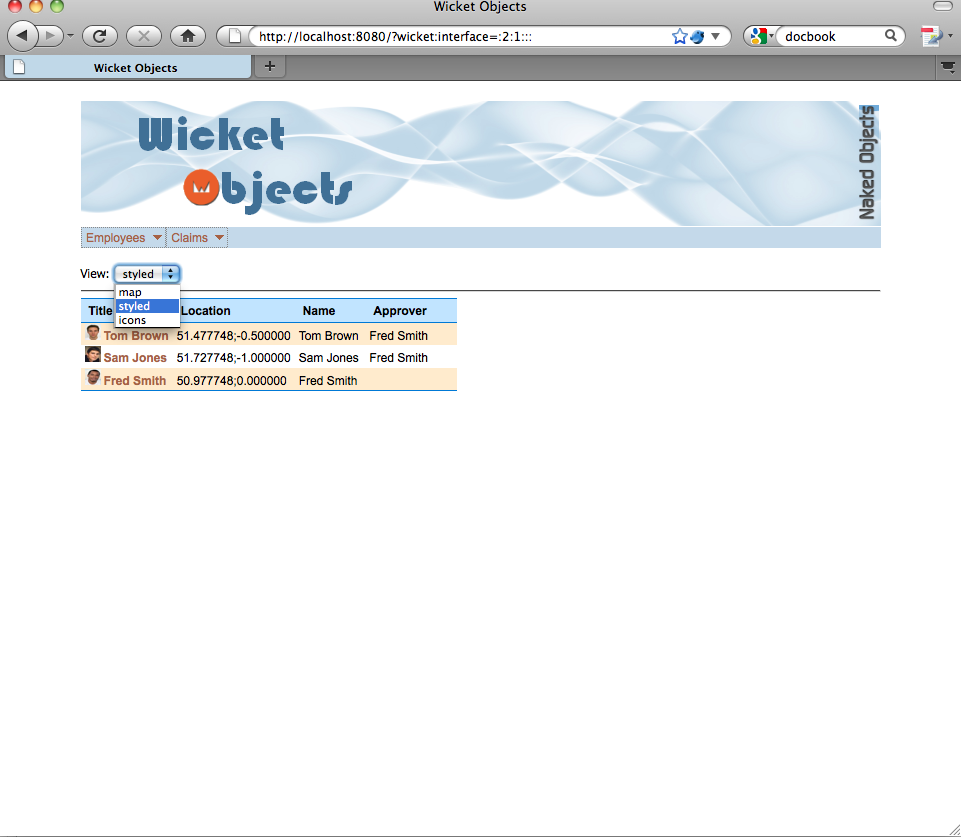 Wicket Objects
http://localhost:8080/?wicket:interface=:2:1:::
docbook
Wicket Objects
+
Wicket
Objects
Naked Objects
Employees Claims
View: styled
map
styled
icons
Title Location Name Approver
Tom Brown 51.477748;-0.500000 Tom Brown Fred Smith
Sam Jones 51.727748;-1.000000 Sam Jones Fred Smith
Fred Smith 50.977748;0.000000 Fred Smith